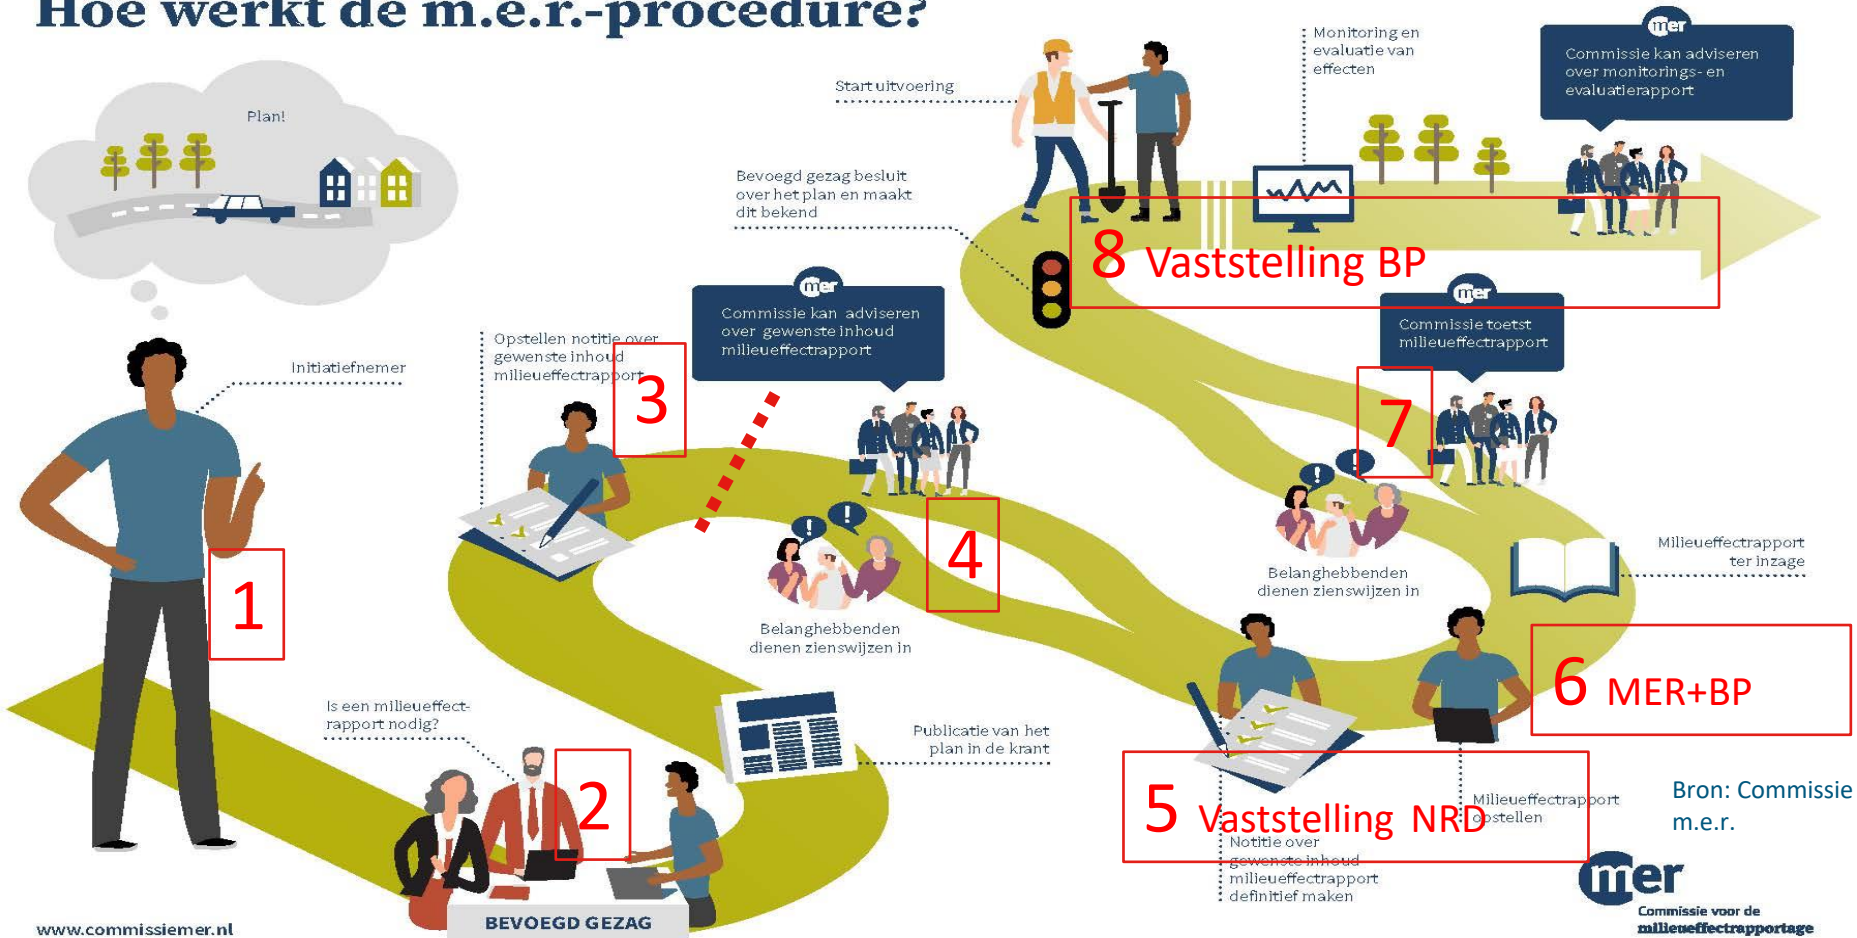 Hoe werkt de m.e.r.-procedure?
Plan!
Initiatiefnemer
1
Is een milieueffect-
rapport nodig?
2
BEVOEGD GEZAG
www.commissiemer.nl
Publicatie van het
plan in de krant
Opstellen notitie over
gewenste inhoud
milieueffectrapport
3
mer
Commissie kan adviseren
over gewenste inhoud
milieueffectrapport
4
Belanghebbenden
dienen zienswijzen in
5 Vaststelling NRD
Notitie over
gewenste inhoud
milieueffectrapport
definitief maken
Milieueffectrapport
opstellen
6 MER+BP
Milieueffectrapport
ter inzage
Belanghebbenden
dienen zienswijzen in
7
mer
Commissie toetst
milieueffectrapport
Bevoegd gezag besluit
over het plan en maakt
dit bekend
8 Vaststelling BP
Start uitvoering
Monitoring en
evaluatie van
effecten
mer
Commissie kan adviseren
over monitorings- en
evaluatierapport
Bron: Commissie
m.e.r.
mer
Commissie voor de
milieueffectrapportage